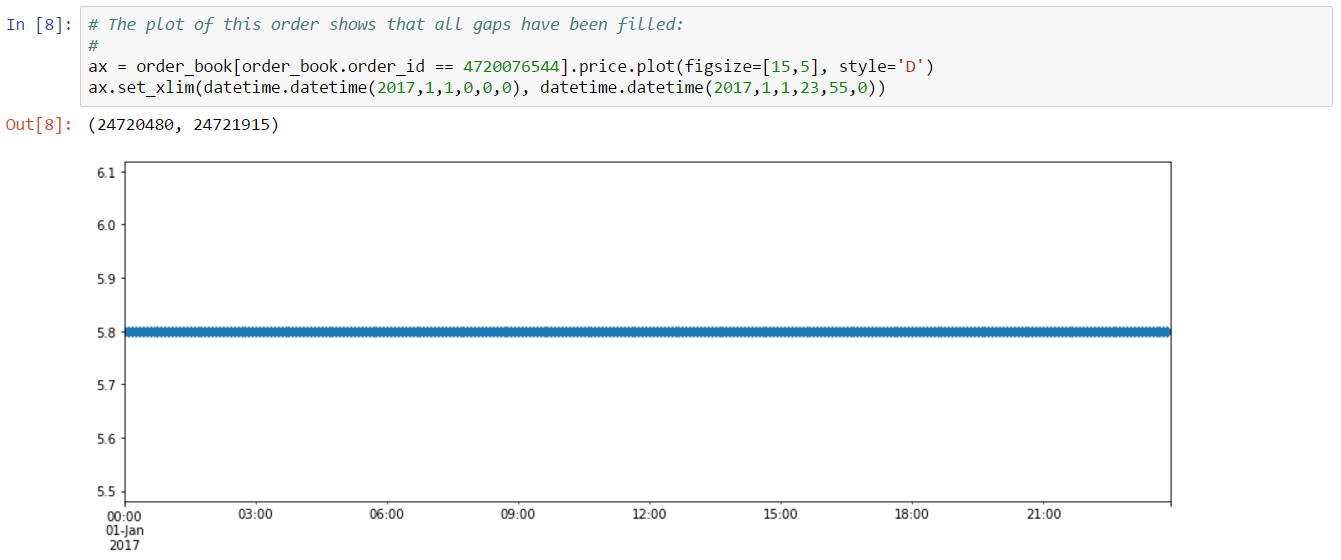 In [8]: # The plot of this order shows that all gaps have been filled:
#
ax = order_book[order_book.order_id == 4720076544].price.plot(figsize=[15,5], style='D')
ax.set_xlim(datetime.datetime(2017,1,1,0,0,0), datetime.datetime(2017,1,1,23,55,0))
Out[8]: (24720480, 24721915)
6.1
6.0
5.9
5.8
5.7
5.6
5.5
00:00 03:00 06:00 09:00 12:00 15:00 18:00 21:00
01-Jan
2017